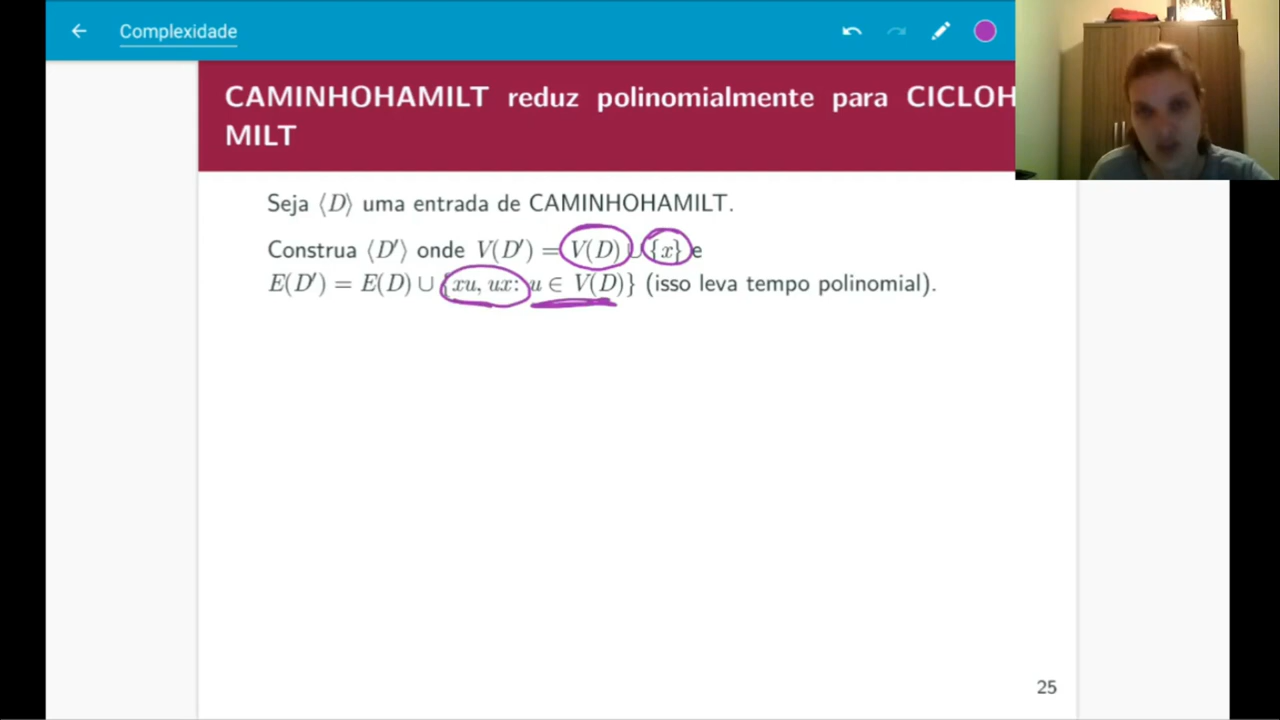 Complexidade
CAMINHOHAMILT reduz polinomialmente para CICLOH
MILT
Seja ⟨D⟩ uma entrada de CAMINHOHAMILT.
Construa ⟨D′⟩ onde V(D′) = V(D) ∪ {x} e
E(D′) = E(D) ∪ {xu, ux: u ∈ V(D)} (isso leva tempo polinomial).
25